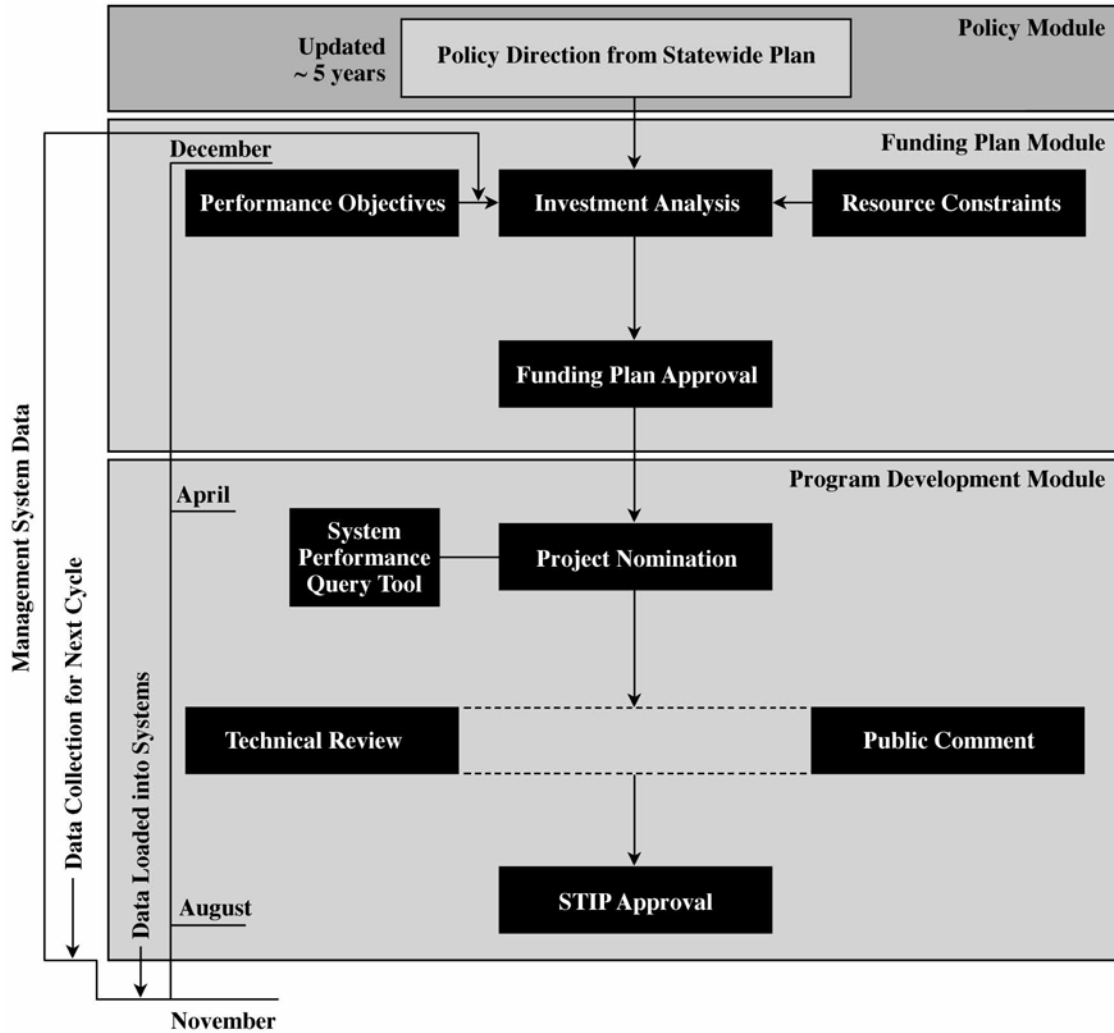 Policy Module
Updated
~ 5 years
Policy Direction from Statewide Plan
Funding Plan Module
December
Performance Objectives
Investment Analysis
Resource Constraints
Funding Plan Approval
Program Development Module
April
System
Performance
Query Tool
Project Nomination
Technical Review
Public Comment
STIP Approval
August
November
Management System Data
Data Collection for Next Cycle
Data Loaded into Systems